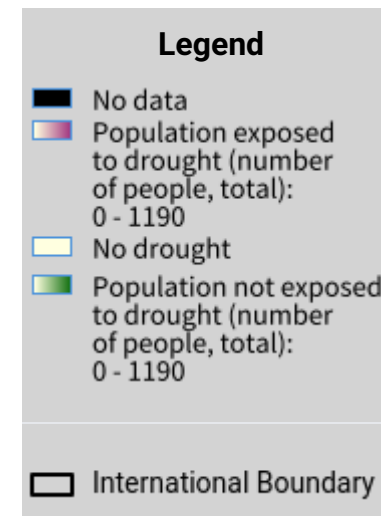 Legend
No data
Population exposed
to drought (number
of people, total):
0 - 1190
No drought
Population not exposed
to drought (number
of people, total):
0 - 1190
International Boundary